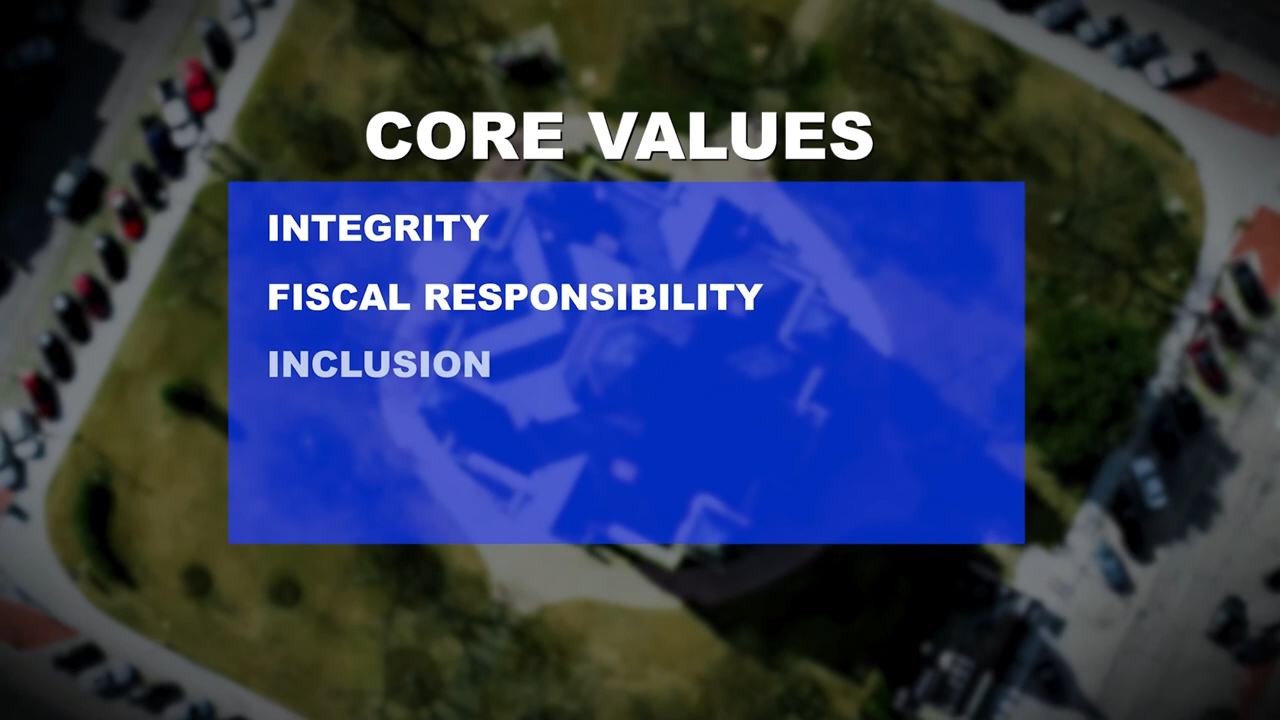 CORE VALUES
INTEGRITY
FISCAL RESPONSIBILITY
INCLUSION